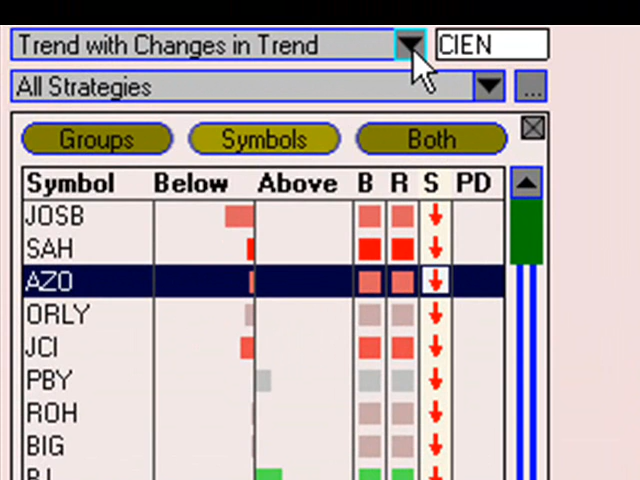 Trend with Changes in Trend CIEN
All Strategies ...
Groups Symbols Both
Symbol Below Above B R S PD
JOSB
SAH
AZO
ORLY
JCI
PBY
ROH
BIG